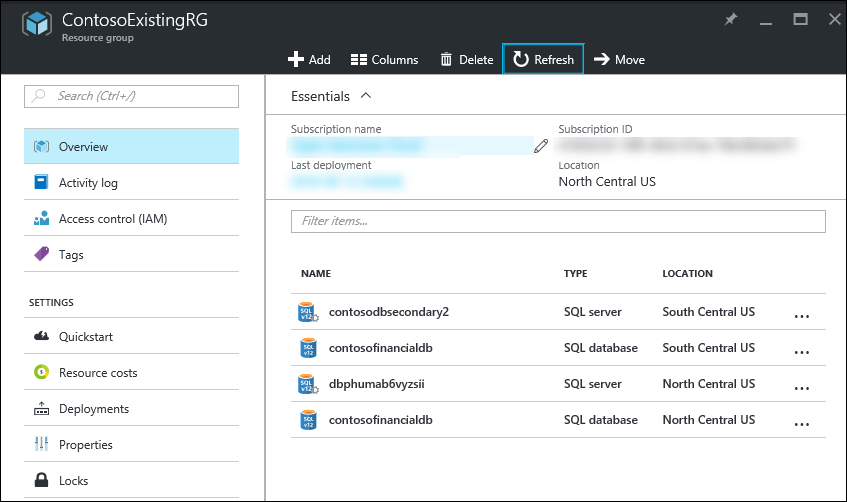 ContosoExistingRG
Resource group
Add Columns Delete Refresh Move
Search (Ctrl+/)
Overview
Activity log
Access control (IAM)
Tags
SETTINGS
Quickstart
Resource costs
Deployments
Properties
Locks
Essentials
Subscription name Subscription ID
Last deployment Location
North Central US
Filter items...
NAME TYPE LOCATION
contosodbsecondary2 SQL server South Central US ...
contosofinancialdb SQL database South Central US ...
dbphumab6vyzsii SQL server North Central US ...
contosofinancialdb SQL database North Central US ...